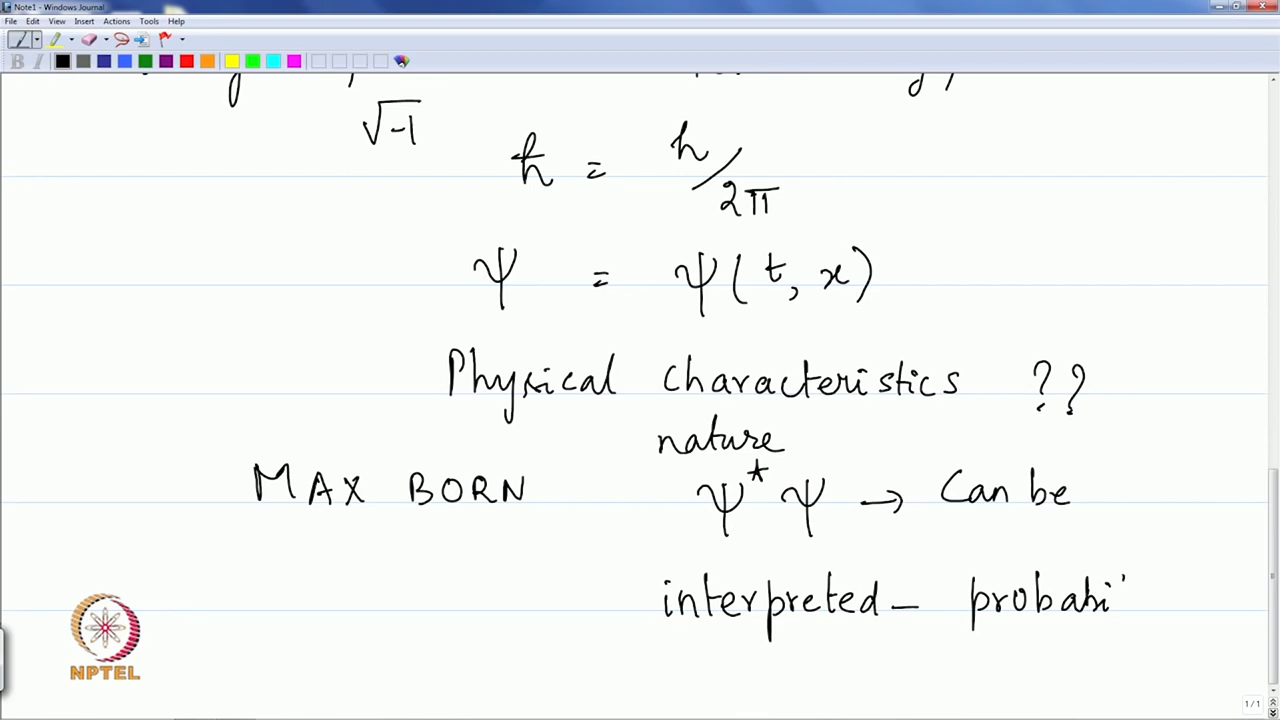 Note1 - Windows Journal
File Edit View Insert Actions Tools Help
B I
√-1
ħ = h/2π
Ψ = Ψ(t, x)
Physical characteristics ??
nature
MAX BORN Ψ* Ψ → Can be
interpreted – probabi
NPTEL
1/1